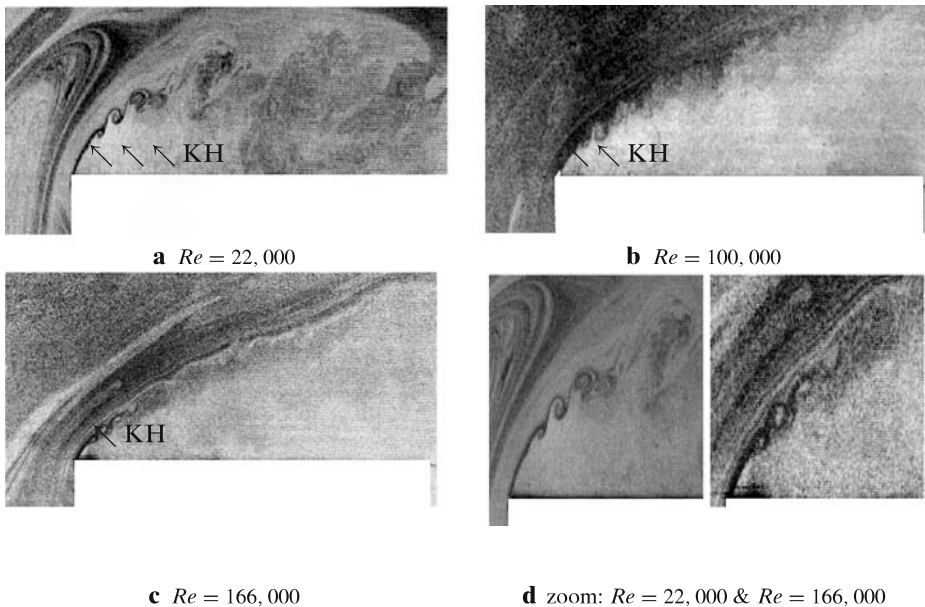 KH
KH
a Re = 22, 000
b Re = 100, 000
KH
c Re = 166, 000
d zoom: Re = 22, 000 & Re = 166, 000